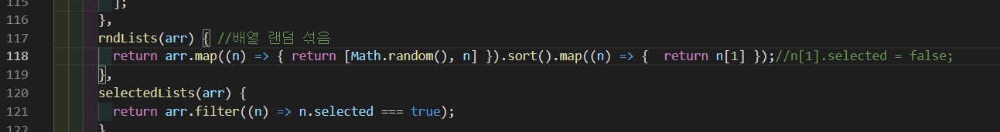 115 ];
116 },
117 rndLists(arr) { //배열 랜덤 섞음
118 return arr.map((n) => { return [Math.random(), n] }).sort().map((n) => {  return n[1] });//n[1].selected = false;
119 },
120 selectedLists(arr) {
121 return arr.filter((n) => n.selected === true);
122 }